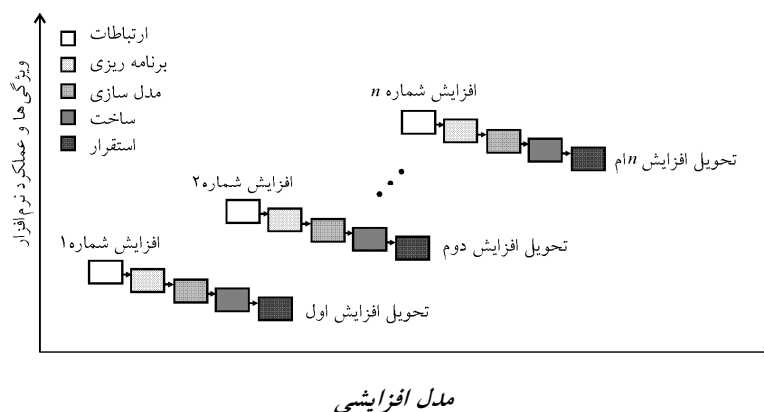 ارتباطات
برنامه ریزی
مدل سازی
ساخت
استقرار
ویژگی ها و عملکرد نرم افزار
افزایش شماره n
تحویل افزایش nام
افزایش شماره۲
تحویل افزایش دوم
افزایش شماره۱
تحویل افزایش اول
مدل افزایشی